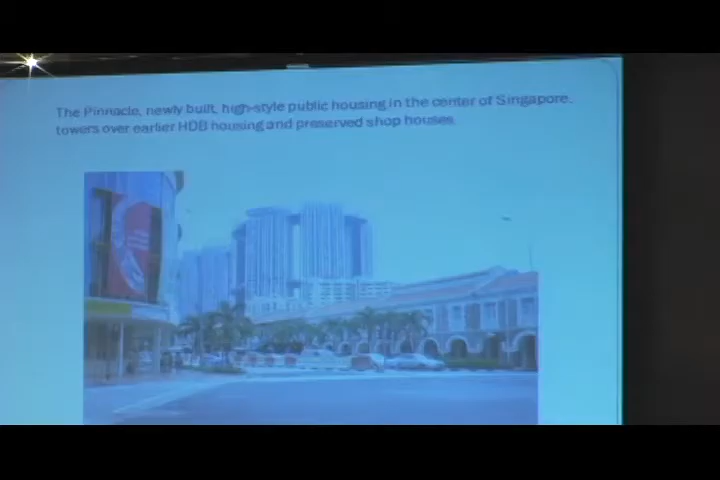 The Pinnacle, newly built, high-style public housing in the center of Singapore,
towers over earlier HDB housing and preserved shop houses.